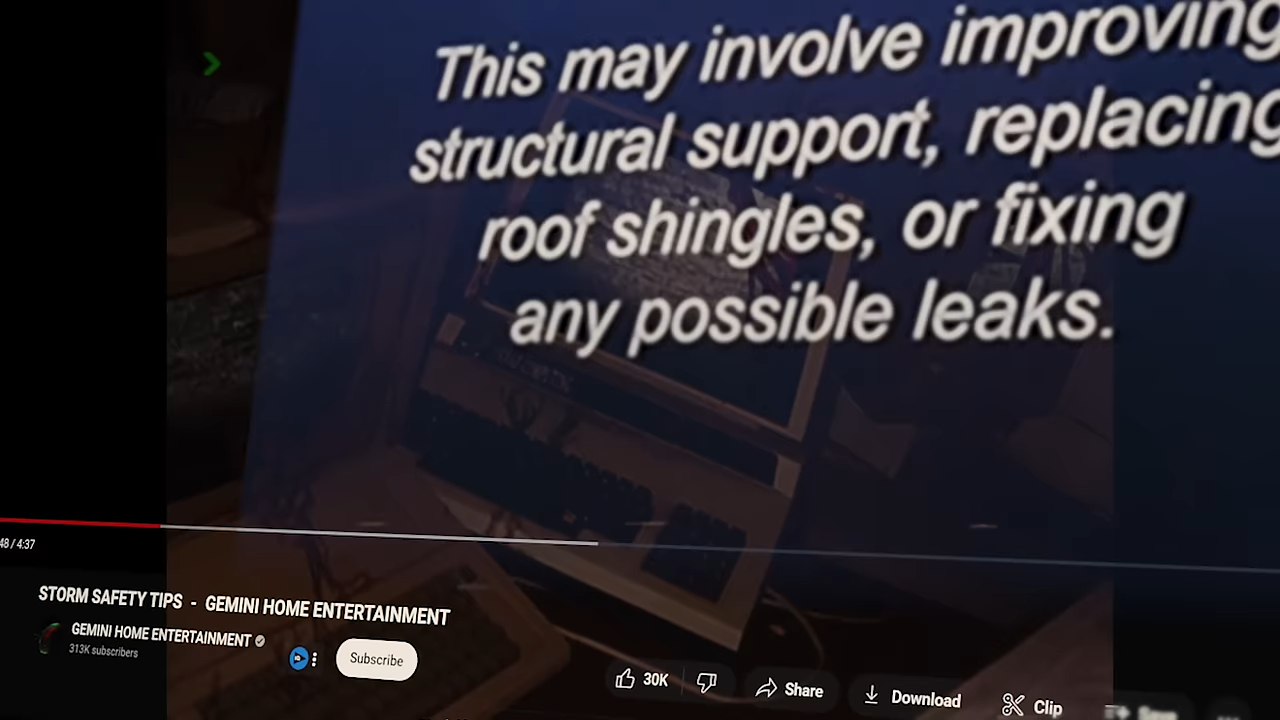 This may involve improving
structural support, replacing
roof shingles, or fixing
any possible leaks.
48 / 4:37
STORM SAFETY TIPS - GEMINI HOME ENTERTAINMENT
GEMINI HOME ENTERTAINMENT
313K subscribers
Subscribe
30K
Share
Download
Clip